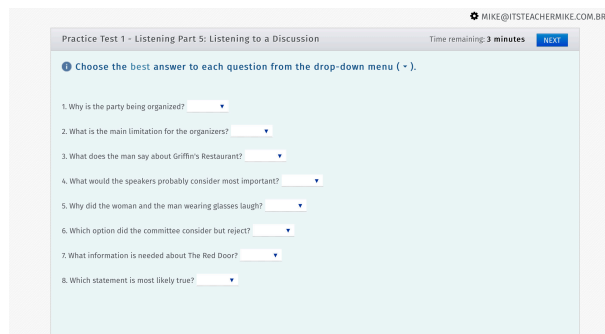 MIKE@ITSTEACHERMIKE.COM.BR
Practice Test 1 - Listening Part 5: Listening to a Discussion
Time remaining: 3 minutes
NEXT
Choose the best answer to each question from the drop-down menu ( ▾ ).
1. Why is the party being organized?
2. What is the main limitation for the organizers?
3. What does the man say about Griffin's Restaurant?
4. What would the speakers probably consider most important?
5. Why did the woman and the man wearing glasses laugh?
6. Which option did the committee consider but reject?
7. What information is needed about The Red Door?
8. Which statement is most likely true?